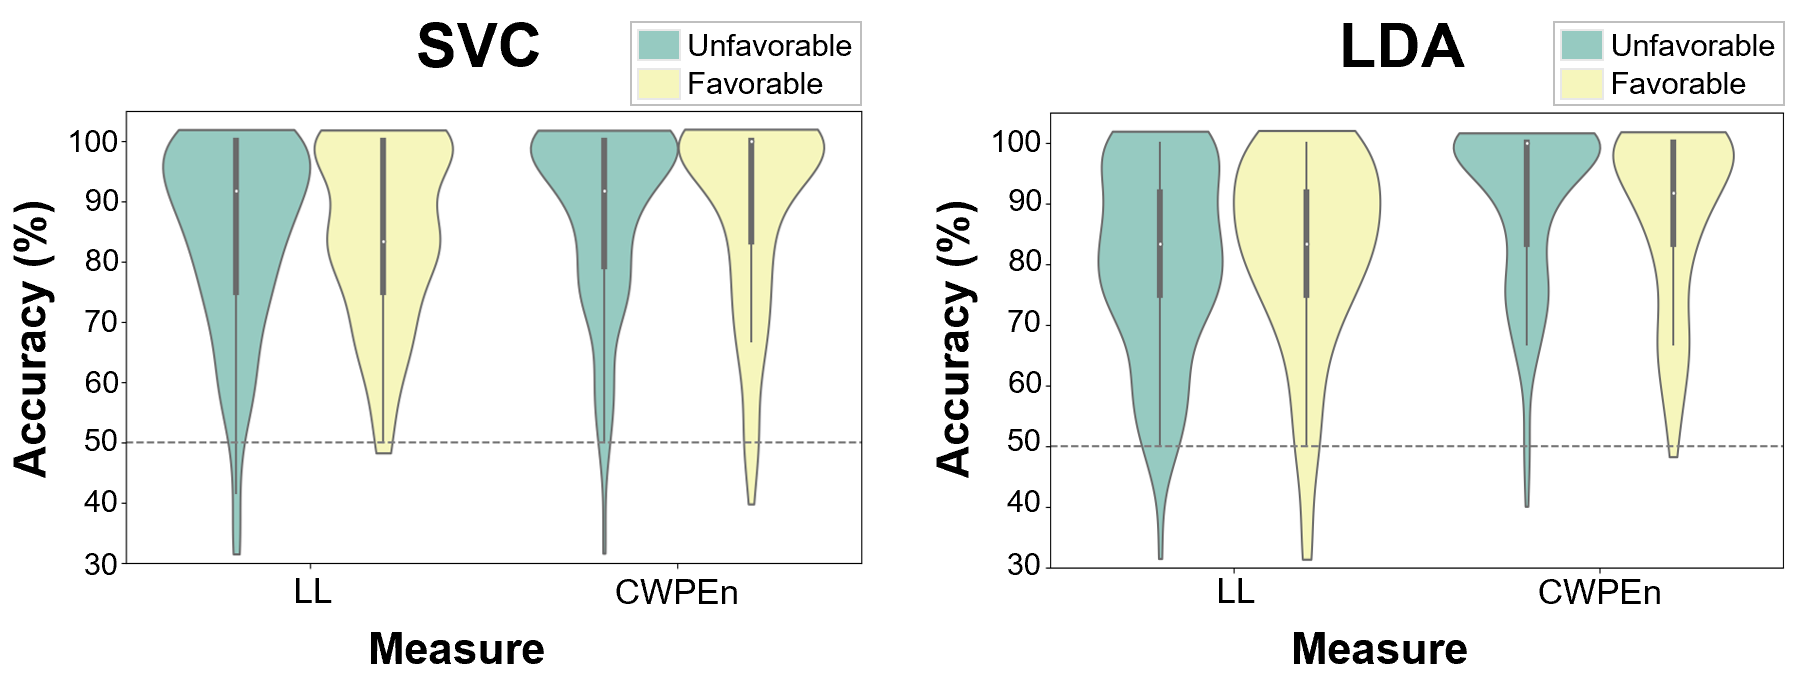 SVC
Unfavorable
Favorable
100
90
80
70
60
50
40
30
Accuracy (%)
LL
CWPEn
Measure
LDA
Unfavorable
Favorable
100
90
80
70
60
50
40
30
Accuracy (%)
LL
CWPEn
Measure